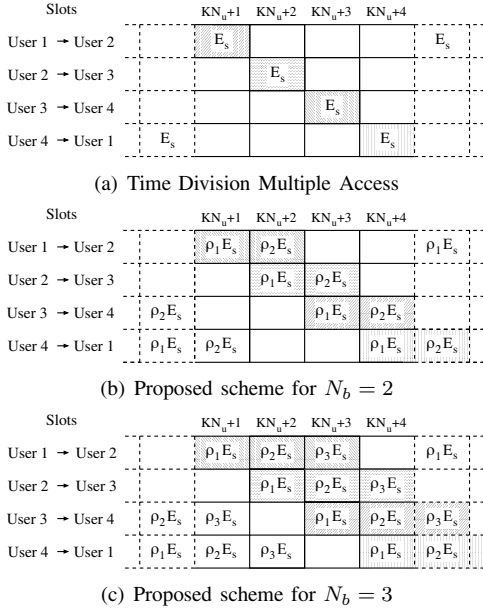 Slots KN_u+1 KN_u+2 KN_u+3 KN_u+4
User 1 → User 2 E_s E_s
User 2 → User 3 E_s
User 3 → User 4 E_s
User 4 → User 1 E_s E_s
(a) Time Division Multiple Access
Slots KN_u+1 KN_u+2 KN_u+3 KN_u+4
User 1 → User 2 ρ_1E_s ρ_2E_s ρ_1E_s
User 2 → User 3 ρ_1E_s ρ_2E_s
User 3 → User 4 ρ_2E_s ρ_1E_s ρ_2E_s
User 4 → User 1 ρ_1E_s ρ_2E_s ρ_1E_s ρ_2E_s
(b) Proposed scheme for N_b = 2
Slots KN_u+1 KN_u+2 KN_u+3 KN_u+4
User 1 → User 2 ρ_1E_s ρ_2E_s ρ_3E_s ρ_1E_s
User 2 → User 3 ρ_1E_s ρ_2E_s ρ_3E_s
User 3 → User 4 ρ_2E_s ρ_3E_s ρ_1E_s ρ_2E_s ρ_3E_s
User 4 → User 1 ρ_1E_s ρ_2E_s ρ_3E_s ρ_1E_s ρ_2E_s
(c) Proposed scheme for N_b = 3